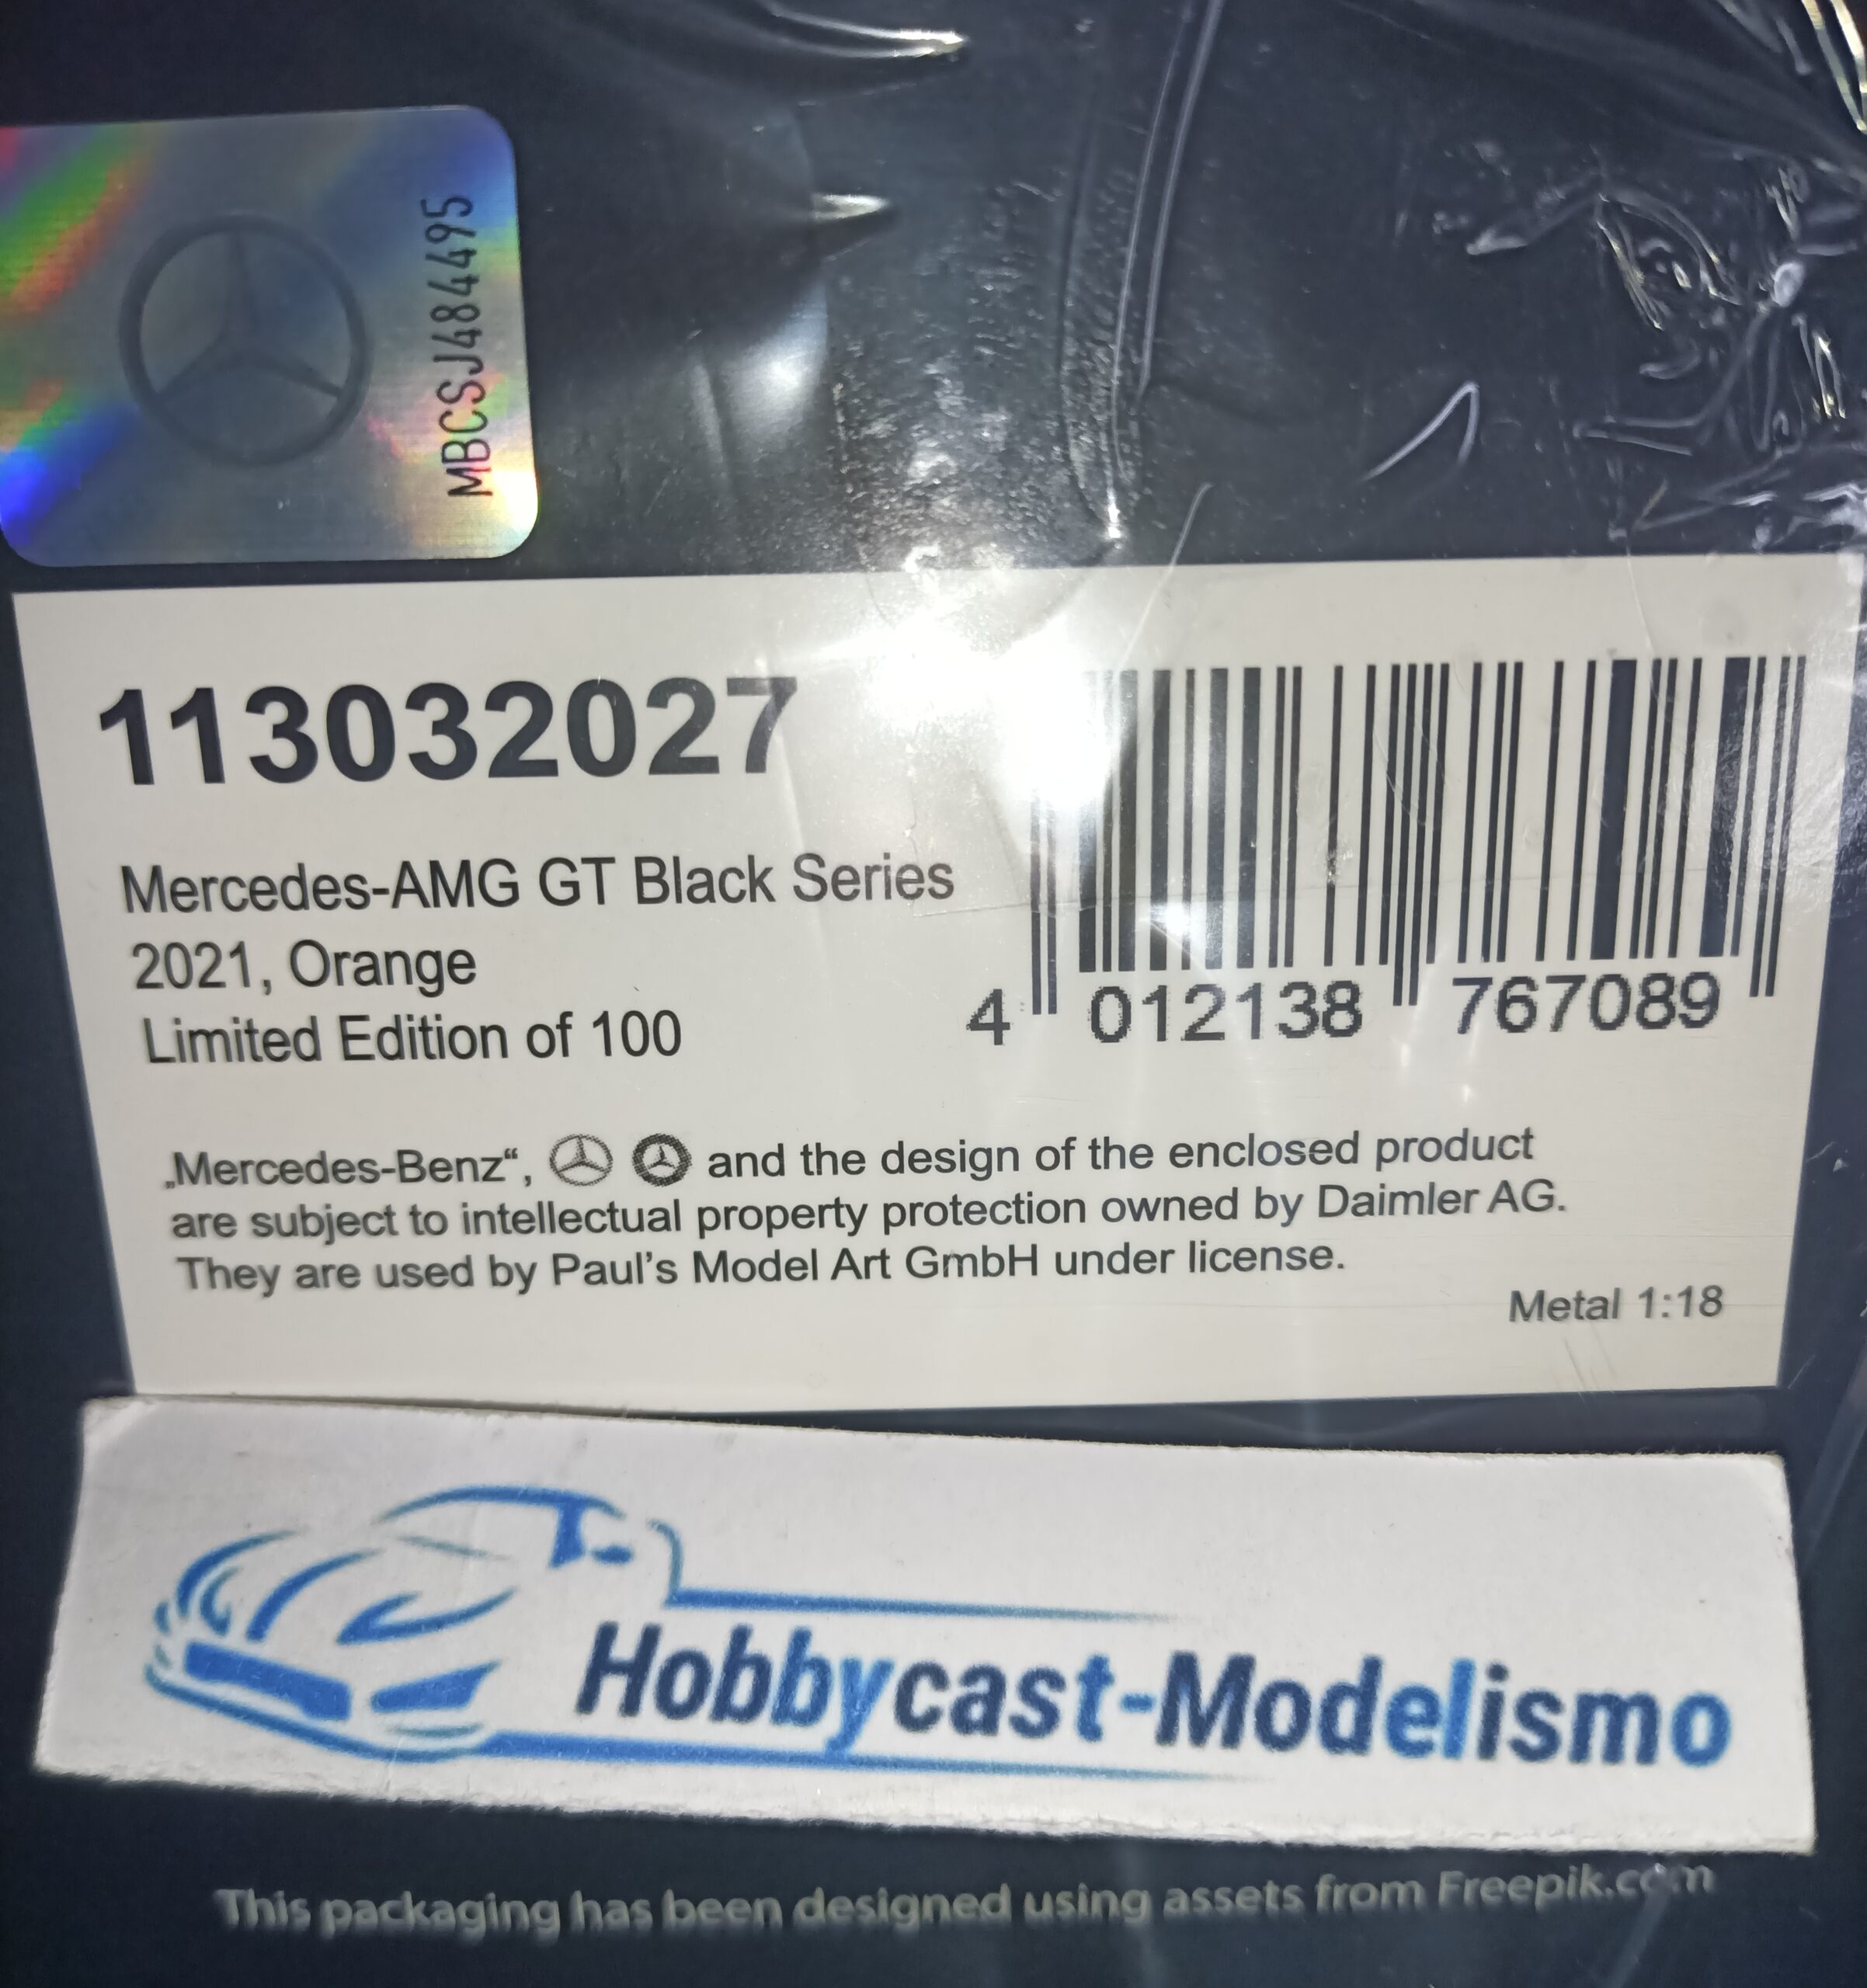 MBCSJ484495
113032027
Mercedes-AMG GT Black Series
2021, Orange
Limited Edition of 100
4 012138 767089
„Mercedes-Benz“, and the design of the enclosed product
are subject to intellectual property protection owned by Daimler AG.
They are used by Paul's Model Art GmbH under license.
Metal 1:18
Hobbycast-Modelismo
This packaging has been designed using assets from Freepik.com